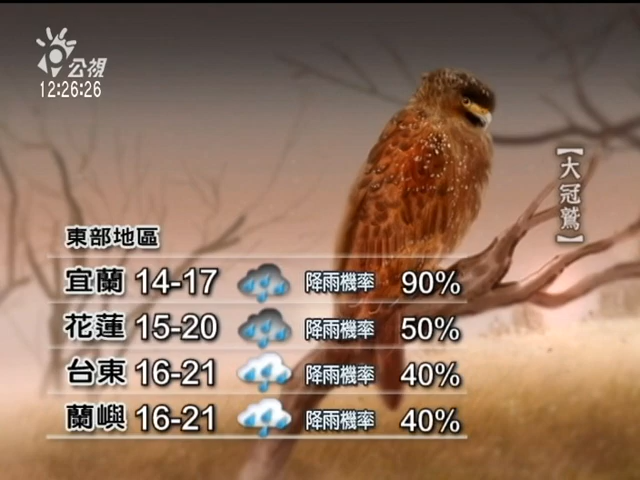 公視
12:26:26
【大冠鷲】
東部地區
宜蘭 14-17 降雨機率 90%
花蓮 15-20 降雨機率 50%
台東 16-21 降雨機率 40%
蘭嶼 16-21 降雨機率 40%